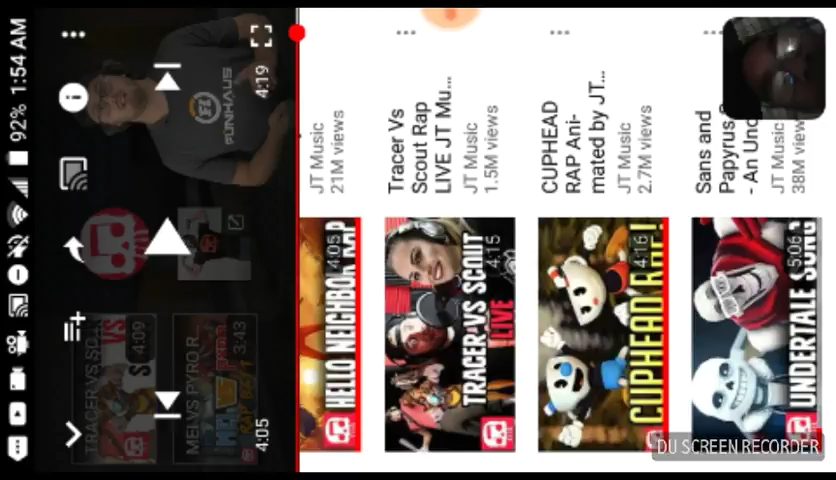 92% 1:54 AM
TRACER VS SC...
VS
S
4:09
MEL VS PYRO R...
3:43
FUNHAUS
4:05
4:19
JT Music
21M views
HELLO NEIGHBOR RAP
4:05
Tracer Vs
Scout Rap
LIVE JT Mu...
JT Music
1.5M views
TRACER VS SCOUT
LIVE
4:15
CUPHEAD
RAP Ani-
mated by JT...
JT Music
2.7M views
CUPHEAD RAP!
4:16
Sans and
Papyrus
- An Und
JT Music
38M views
UNDERTALE SONG
5:06
DU SCREEN RECORDER